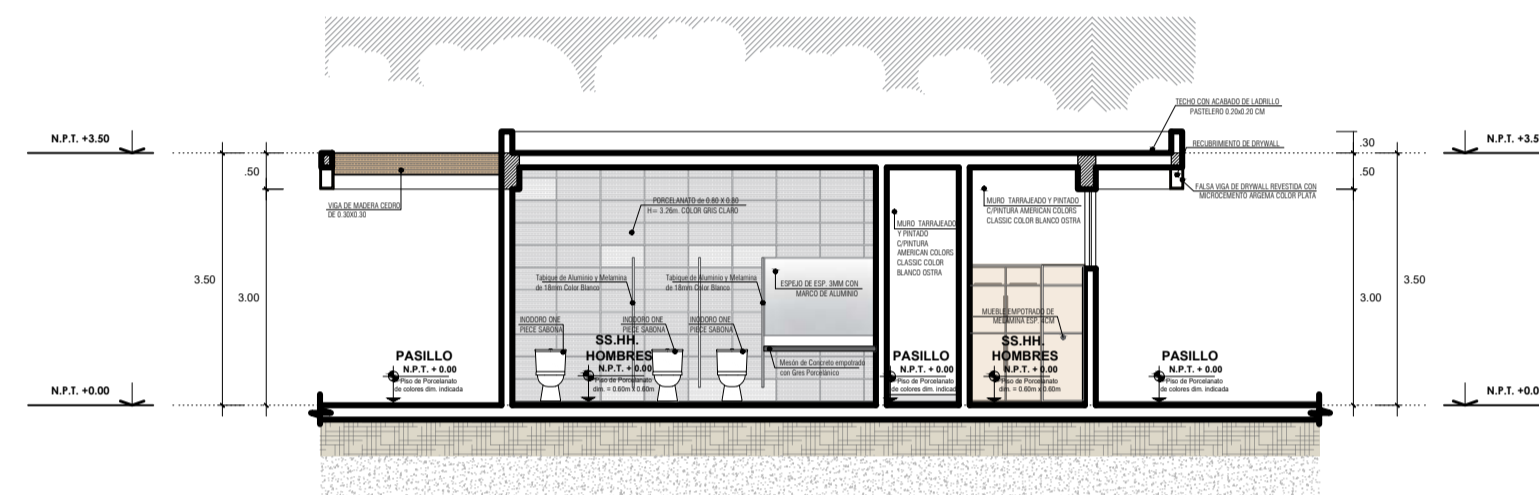 TECHO CON ACABADO DE LADRILLO
PASTELERO 0.20x0.20 CM
N.P.T. +3.50
RECUBRIMIENTO DE DRYWALL
.30
N.P.T. +3.5
.50
.50
FALSA VIGA DE DRYWALL REVESTIDA CON
MICROCEMENTO ARGEMA COLOR PLATA
VIGA DE MADERA CEDRO
DE 0.30X0.30
PORCELANATO de 0.60 X 0.60
H= 3.26m. COLOR GRIS CLARO
MURO TARRAJEADO
Y PINTADO
C/PINTURA
AMERICAN COLORS
CLASSIC COLOR
BLANCO OSTRA
MURO TARRAJEADO Y PINTADO
C/PINTURA AMERICAN COLORS
CLASSIC COLOR BLANCO OSTRA
3.50
3.00
Tabique de Aluminio y Melamina
de 18mm Color Blanco
Tabique de Aluminio y Melamina
de 18mm Color Blanco
ESPEJO DE ESP. 3MM CON
MARCO DE ALUMINIO
3.00
3.50
INODORO ONE
PIECE SABONA
INODORO ONE
PIECE SABONA
INODORO ONE
PIECE SABONA
MUEBLE EMPOTRADO DE
MELAMINA ESP. 4CM
Mesón de Concreto empotrado
con Gres Porcelánico
PASILLO
N.P.T. + 0.00
Piso de Porcelanato
de colores dim. indicada
SS.HH.
HOMBRES
N.P.T. + 0.00
Piso de Porcelanato
dim. = 0.60m x 0.60m
PASILLO
N.P.T. + 0.00
Piso de Porcelanato
de colores dim. indicada
SS.HH.
HOMBRES
N.P.T. + 0.00
Piso de Porcelanato
dim. = 0.60m x 0.60m
PASILLO
N.P.T. + 0.00
Piso de Porcelanato
de colores dim. indicada
N.P.T. +0.00
N.P.T. +0.0